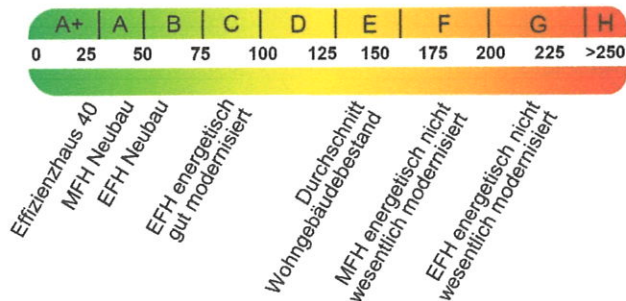 A+ A B C D E F G H
0 25 50 75 100 125 150 175 200 225 >250
Effizienzhaus 40
MFH Neubau
EFH Neubau
EFH energetisch
gut modernisiert
Durchschnitt
Wohngebäudebestand
MFH energetisch nicht
wesentlich modernisiert
EFH energetisch nicht
wesentlich modernisiert